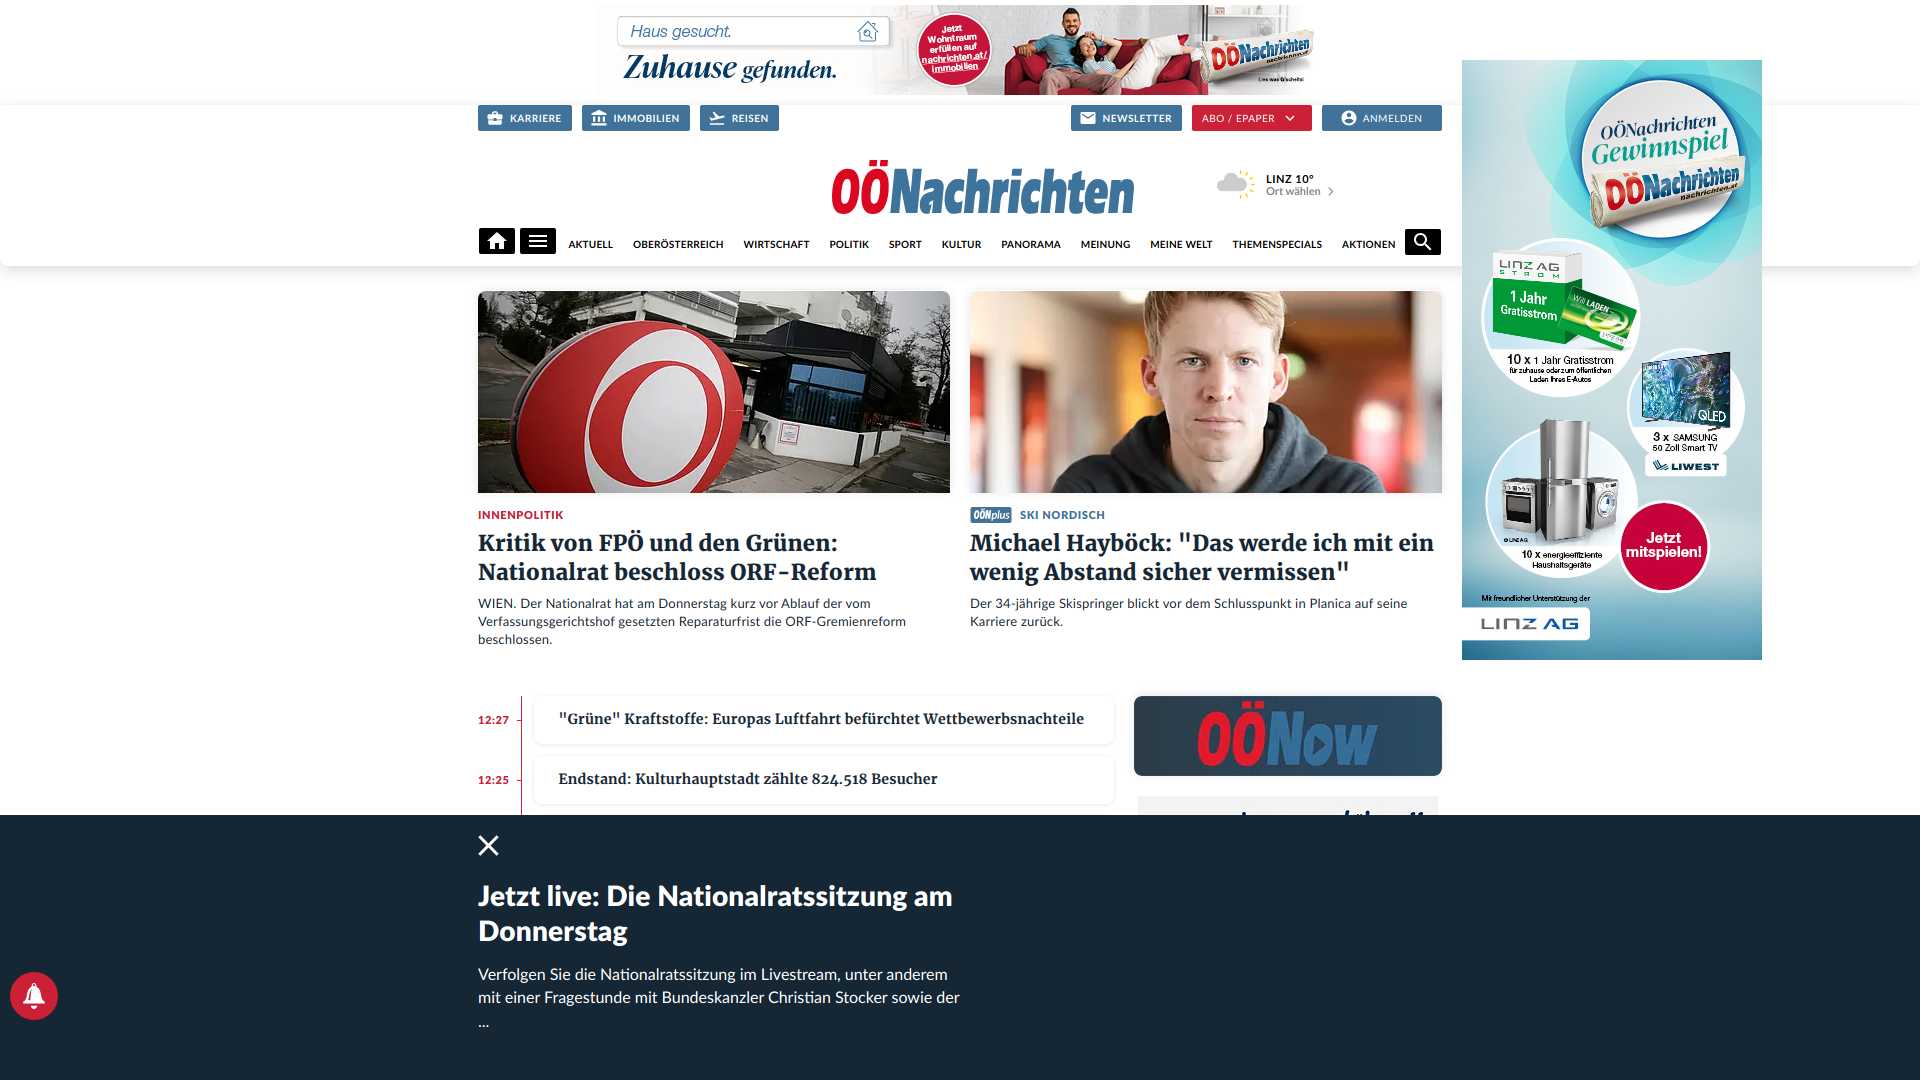 Haus gesucht.
Zuhause gefunden.
Jetzt
Wohntraum
erfüllen auf
nachrichten.at/
immobilien
OÖNachrichten
Lies was G'scheits!
KARRIERE
IMMOBILIEN
REISEN
NEWSLETTER
ABO / EPAPER
ANMELDEN
OÖNachrichten
LINZ 10°
Ort wählen
AKTUELL
OBERÖSTERREICH
WIRTSCHAFT
POLITIK
SPORT
KULTUR
PANORAMA
MEINUNG
MEINE WELT
THEMENSPECIALS
AKTIONEN
OÖNachrichten
Gewinnspiel
OÖNachrichten
nachrichten.at
LINZ AG
STROM
1 Jahr
Gratisstrom
Will LADEN
10 x 1 Jahr Gratisstrom
für zuhause oder zum öffentlichen
Laden Ihres E-Autos
QLED
3 x SAMSUNG
50 Zoll Smart TV
LIWEST
© LINZ AG
10 x energieeffiziente
Haushaltsgeräte
Jetzt
mitspielen!
Mit freundlicher Unterstützung der
LINZ AG
INNENPOLITIK
Kritik von FPÖ und den Grünen:
Nationalrat beschloss ORF-Reform
WIEN. Der Nationalrat hat am Donnerstag kurz vor Ablauf der vom
Verfassungsgerichtshof gesetzten Reparaturfrist die ORF-Gremienreform
beschlossen.
OÖNplus SKI NORDISCH
Michael Hayböck: "Das werde ich mit ein
wenig Abstand sicher vermissen"
Der 34-jährige Skispringer blickt vor dem Schlusspunkt in Planica auf seine
Karriere zurück.
12:27
"Grüne" Kraftstoffe: Europas Luftfahrt befürchtet Wettbewerbsnachteile
12:25
Endstand: Kulturhauptstadt zählte 824.518 Besucher
OÖNow
Jetzt live: Die Nationalratssitzung am
Donnerstag
Verfolgen Sie die Nationalratssitzung im Livestream, unter anderem
mit einer Fragestunde mit Bundeskanzler Christian Stocker sowie der
...